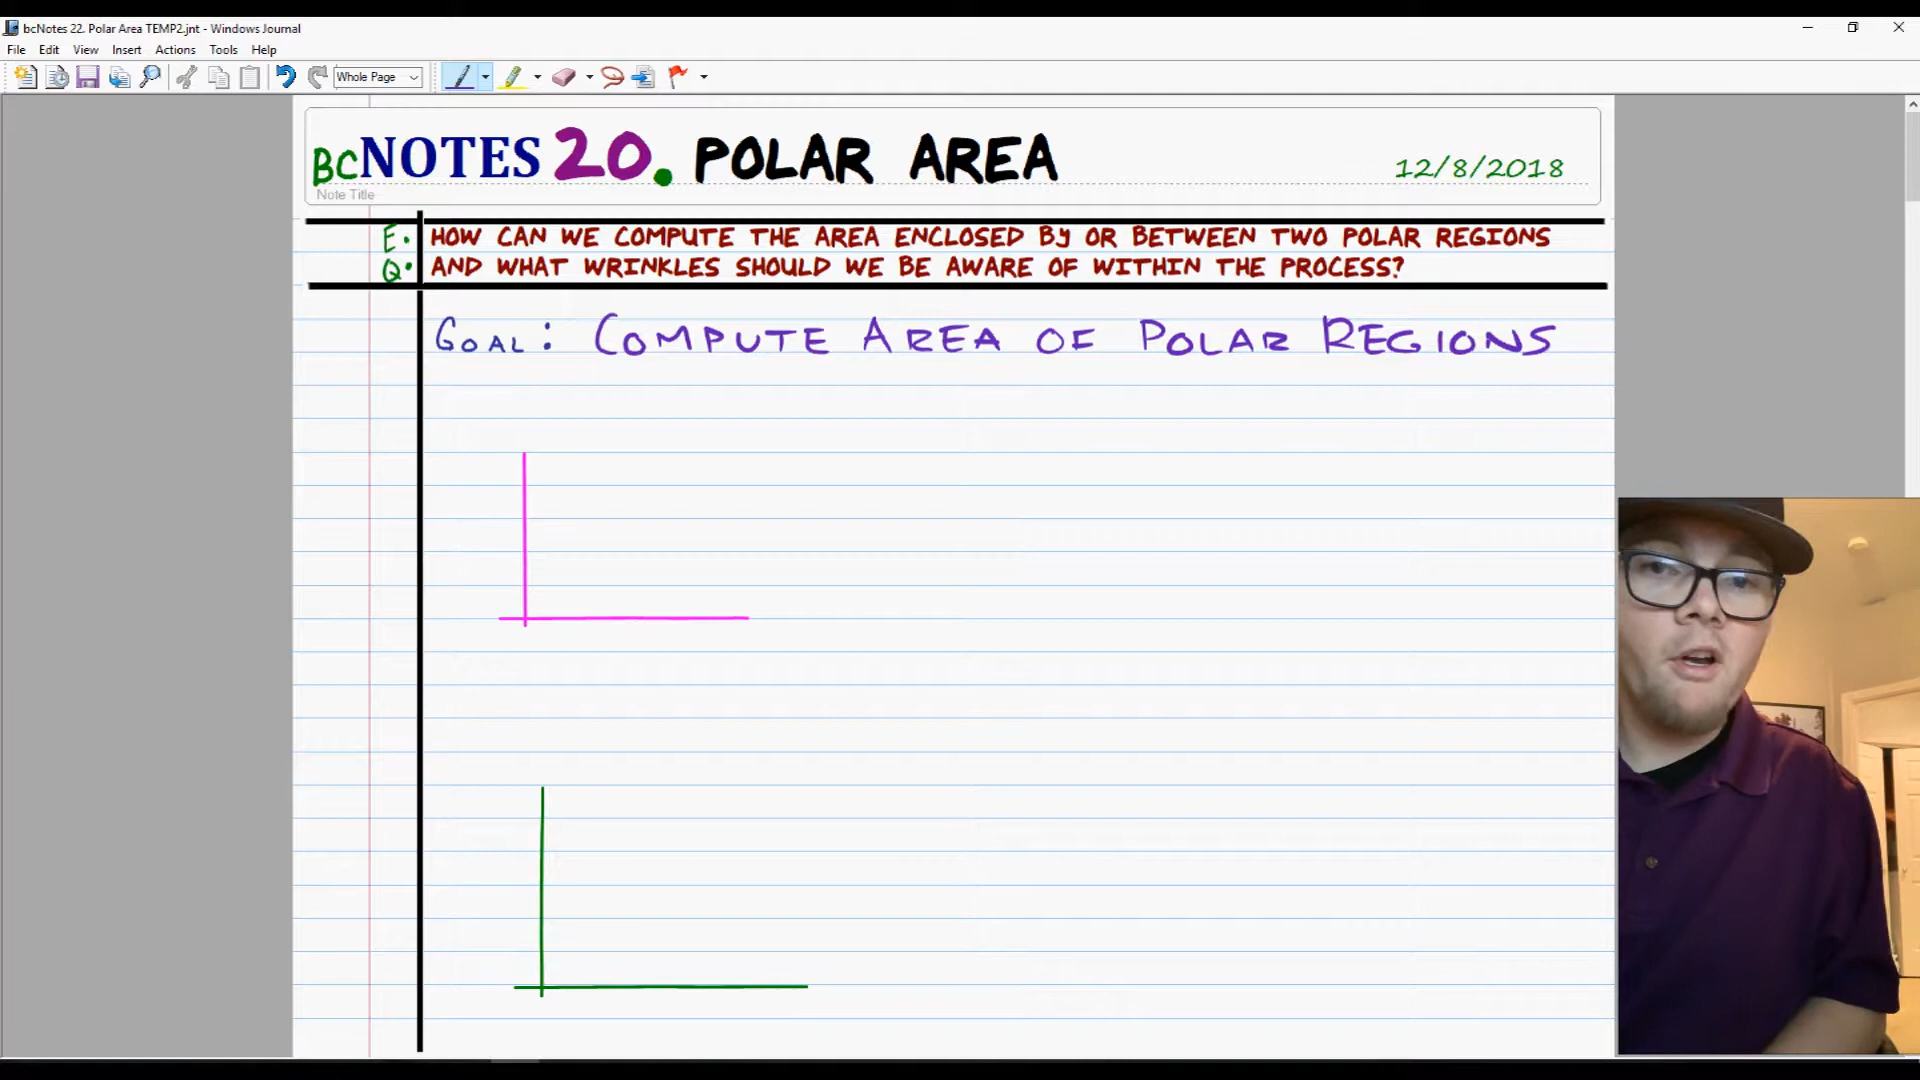 bcNotes 22. Polar Area TEMP2.jnt - Windows Journal
File Edit View Insert Actions Tools Help
Whole Page
BCNOTES 20. POLAR AREA
12/8/2018
Note Title
E. HOW CAN WE COMPUTE THE AREA ENCLOSED BY OR BETWEEN TWO POLAR REGIONS
Q. AND WHAT WRINKLES SHOULD WE BE AWARE OF WITHIN THE PROCESS?
GOAL: COMPUTE AREA OF POLAR REGIONS